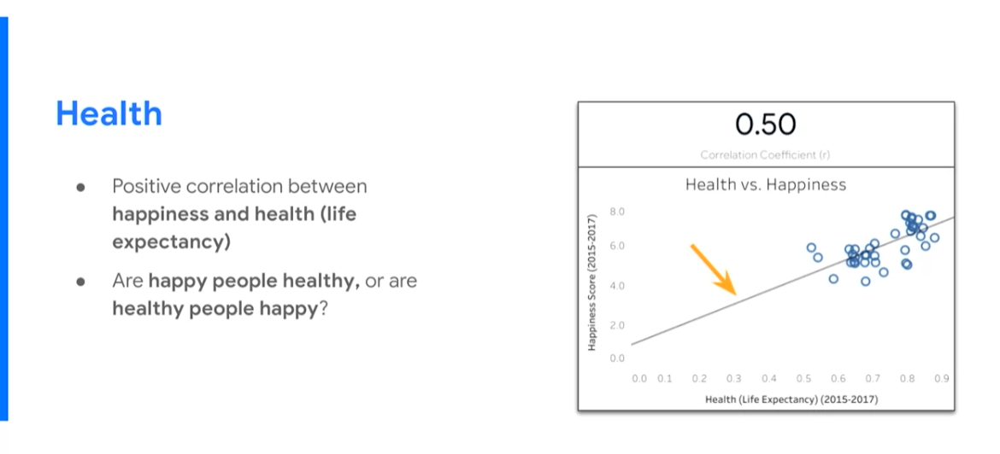 Health
● Positive correlation between
happiness and health (life
expectancy)
● Are happy people healthy, or are
healthy people happy?
0.50
Correlation Coefficient (r)
Health vs. Happiness
Happiness Score (2015-2017)
8.0
6.0
4.0
2.0
0.0
0.0 0.1 0.2 0.3 0.4 0.5 0.6 0.7 0.8 0.9
Health (Life Expectancy) (2015-2017)